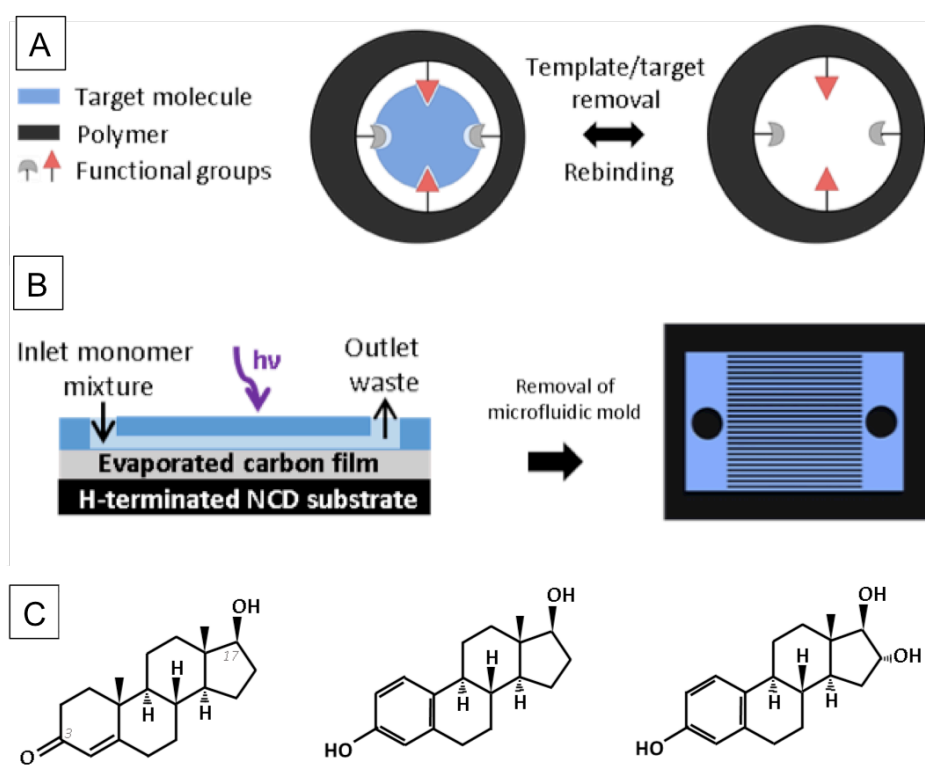 A
Target molecule
Polymer
Functional groups
Template/target
removal
Rebinding
B
Inlet monomer
mixture
hν
Outlet
waste
Evaporated carbon film
H-terminated NCD substrate
Removal of
microfluidic mold
C
OH
17
H
H
H
3
O
OH
H
H
H
HO
OH
OH
H
H
H
HO